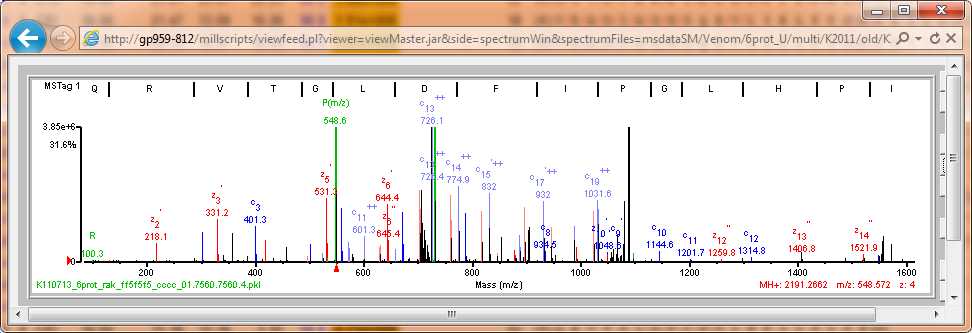 http://gp959-812/millscripts/viewfeed.pl?viewer=viewMaster.jar&side=spectrumWin&spectrumFiles=msdataSM/Venom/6prot_U/multi/K2011/old/K
MSTag 1 Q R V T G L D F I P G L H P I
P(m/z) c13++
3.85e+6 548.6 726.1
31.6%
c14++ c15++ c17++ c19++
z5' z6' 774.9 832 932 1031.6
531.3 644.4
z3' c3 c11++
331.2 401.3 601.3 645.4
z2' c8 c9 c10 c11 z12" c12 z13" z14"
R 218.1 934.5 1144.6 1201.7 1259.8 1314.8 1406.8 1521.9
100.3
0
200 400 600 800 1000 1200 1400 1600
K110713_6prot_rak_ff5f5f5_cccc_01.7560.7560.4.pkl Mass (m/z) MH+: 2191.2662 m/z: 548.572 z: 4